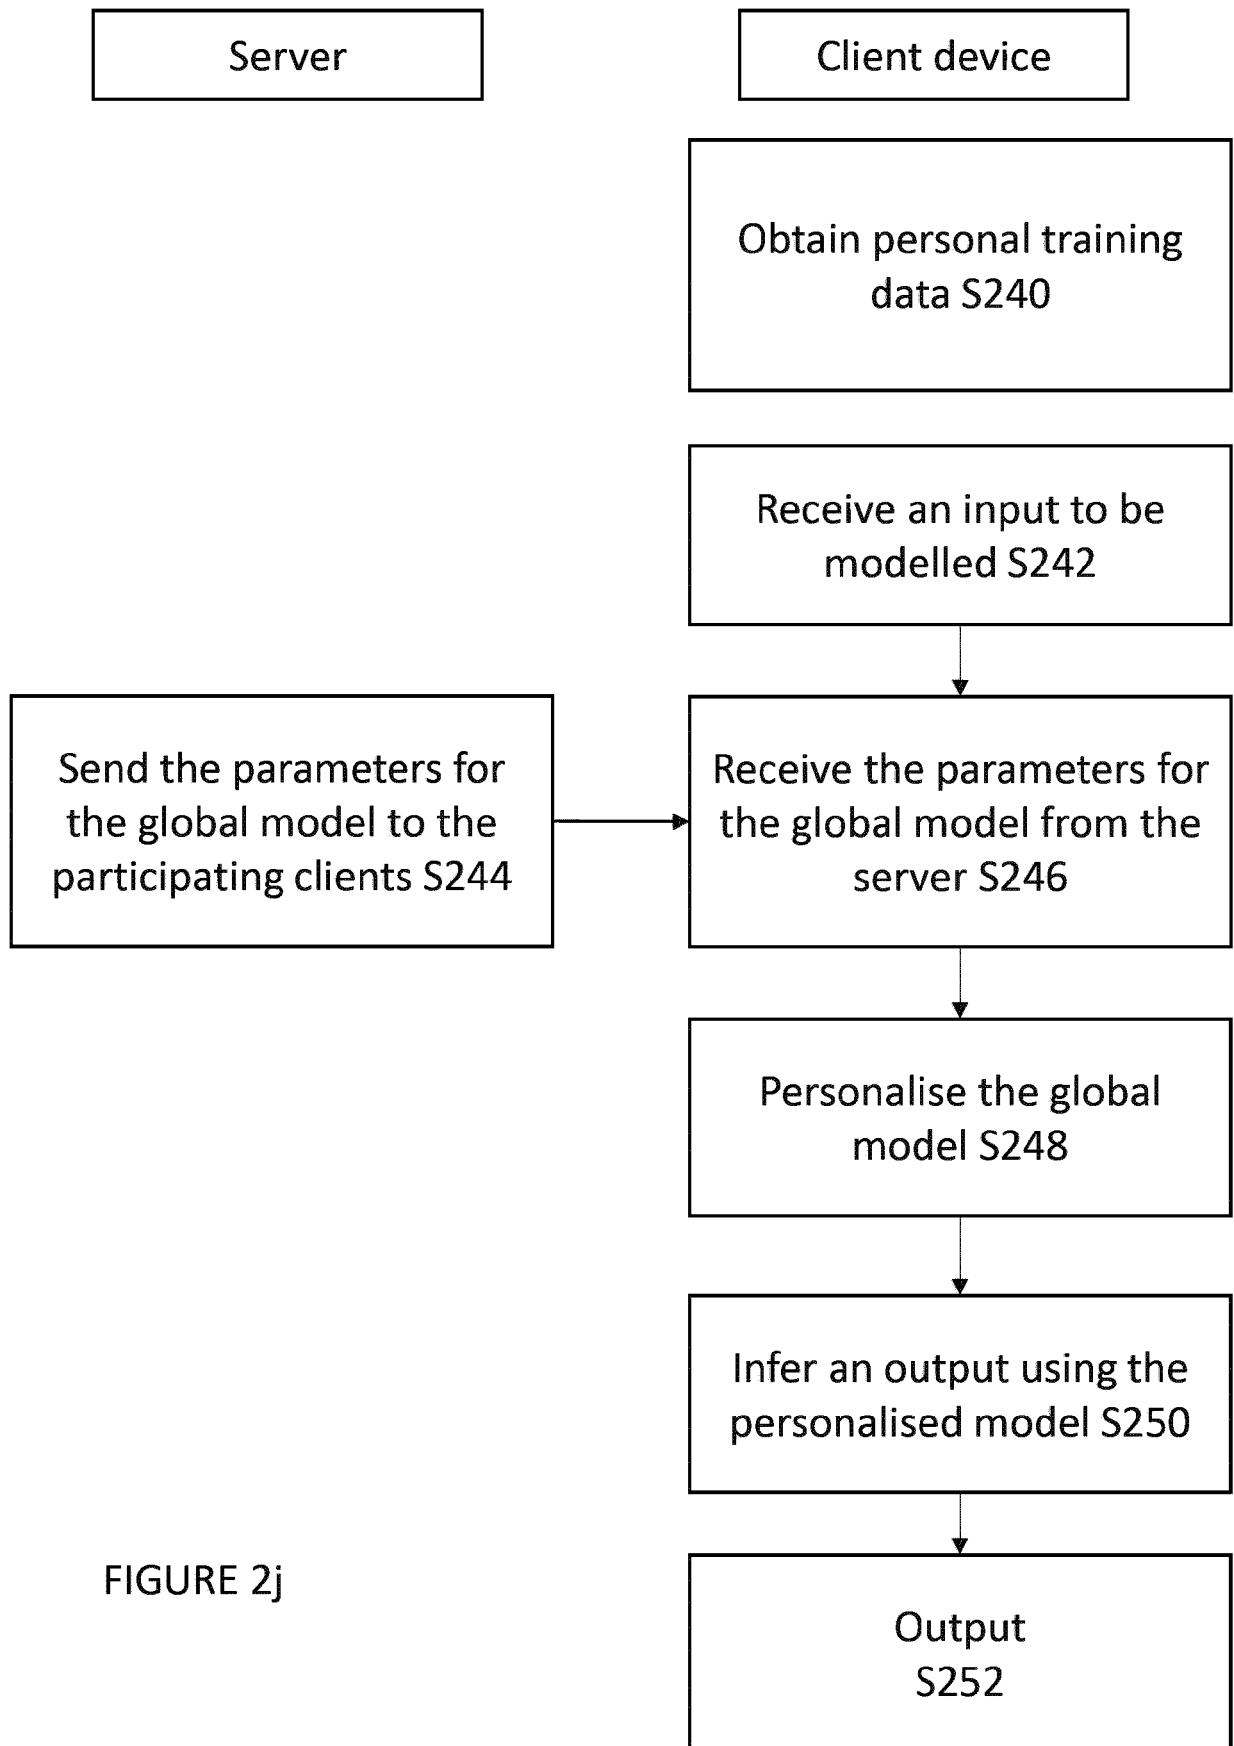 Server
Client device
Obtain personal training
data S240
Receive an input to be
modelled S242
Send the parameters for
the global model to the
participating clients S244
Receive the parameters for
the global model from the
server S246
Personalise the global
model S248
Infer an output using the
personalised model S250
FIGURE 2j
Output
S252